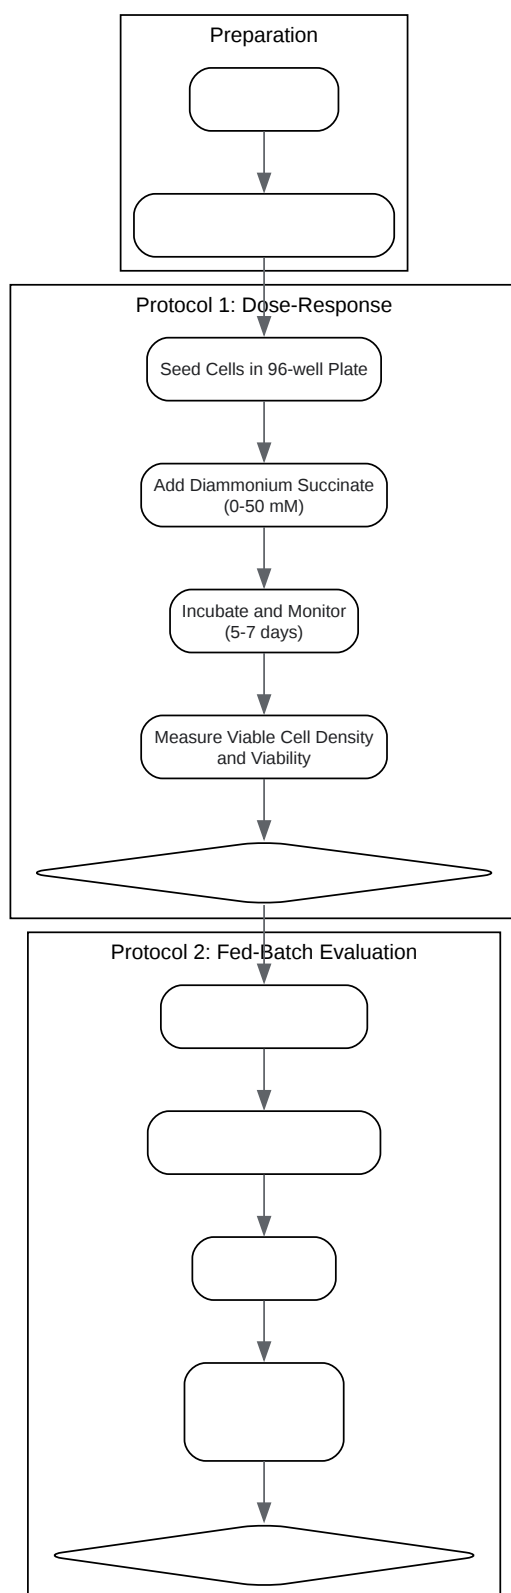 Preparation
Protocol 1: Dose-Response
Seed Cells in 96-well Plate
Add Diammonium Succinate
(0-50 mM)
Incubate and Monitor
(5-7 days)
Measure Viable Cell Density
and Viability
Protocol 2: Fed-Batch Evaluation